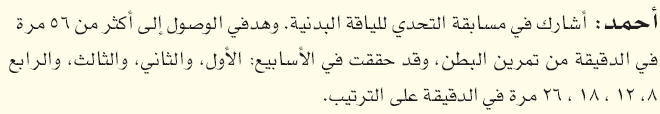 أحمد: أشارك في مسابقة التحدي للياقة البدنية. وهدفي الوصول إلى أكثر من ٥٦ مرة
في الدقيقة من تمرين البطن، وقد حققت في الأسابيع: الأول، والثاني، والثالث، والرابع
٨، ١٢ ، ١٨ ، ٢٦ مرة في الدقيقة على الترتيب.